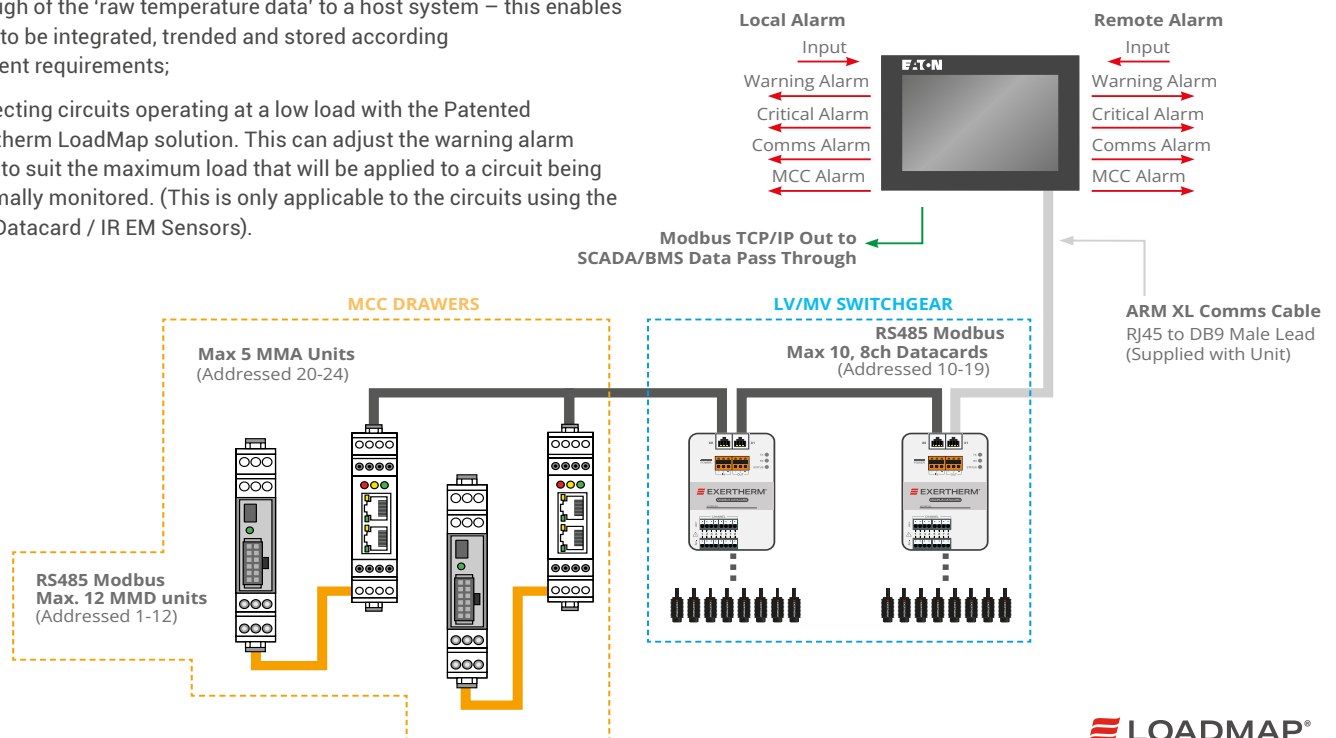 ugh of the ‘raw temperature data’ to a host system – this enables
to be integrated, trended and stored according
ent requirements;
ecting circuits operating at a low load with the Patented
therm LoadMap solution. This can adjust the warning alarm
to suit the maximum load that will be applied to a circuit being
mally monitored. (This is only applicable to the circuits using the
Datacard / IR EM Sensors).
Local Alarm
Input
Warning Alarm
Critical Alarm
Comms Alarm
MCC Alarm
EATON
Remote Alarm
Input
Warning Alarm
Critical Alarm
Comms Alarm
MCC Alarm
Modbus TCP/IP Out to
SCADA/BMS Data Pass Through
ARM XL Comms Cable
RJ45 to DB9 Male Lead
(Supplied with Unit)
MCC DRAWERS
Max 5 MMA Units
(Addressed 20-24)
RS485 Modbus
Max. 12 MMD units
(Addressed 1-12)
LV/MV SWITCHGEAR
RS485 Modbus
Max 10, 8ch Datacards
(Addressed 10-19)
POWER
EXERTHERM
EXERTHERM
LOADMAP®